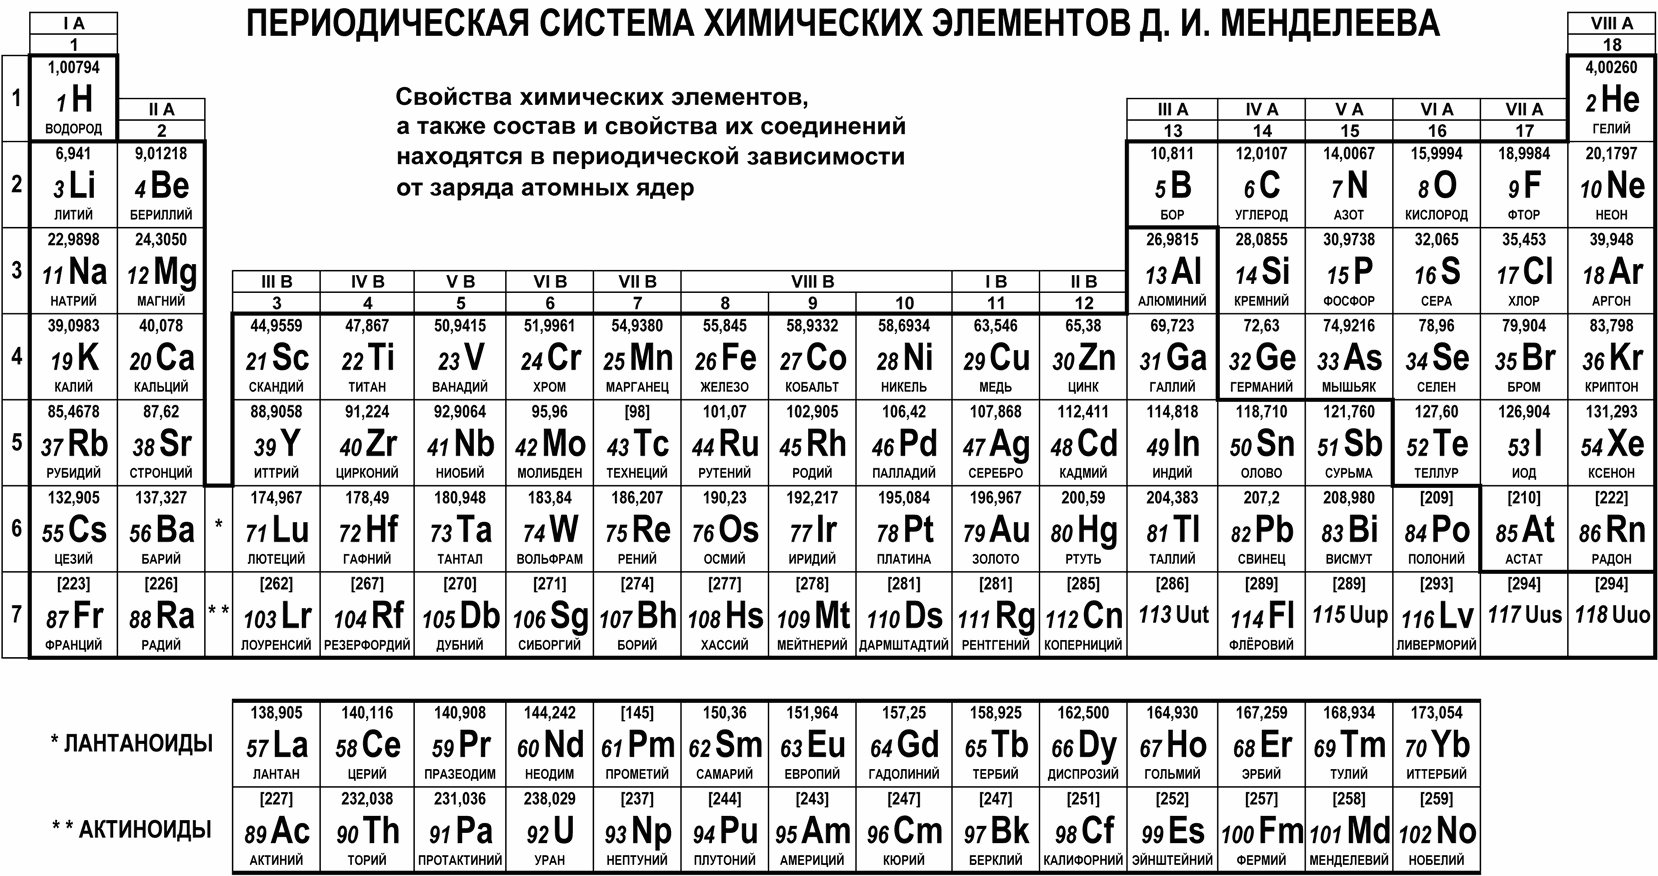 ПЕРИОДИЧЕСКАЯ СИСТЕМА ХИМИЧЕСКИХ ЭЛЕМЕНТОВ Д. И. МЕНДЕЛЕЕВА
I A VIII A
1 18
Свойства химических элементов,
а также состав и свойства их соединений
находятся в периодической зависимости
от заряда атомных ядер
1,00794 4,00260
1 1 H 2 He
ВОДОРОД ГЕЛИЙ
II A III A IV A V A VI A VII A
2 13 14 15 16 17
6,941 9,01218 10,811 12,0107 14,0067 15,9994 18,9984 20,1797
2 3 Li 4 Be 5 B 6 C 7 N 8 O 9 F 10 Ne
ЛИТИЙ БЕРИЛЛИЙ БОР УГЛЕРОД АЗОТ КИСЛОРОД ФТОР НЕОН
22,9898 24,3050 26,9815 28,0855 30,9738 32,065 35,453 39,948
3 11 Na 12 Mg 13 Al 14 Si 15 P 16 S 17 Cl 18 Ar
НАТРИЙ МАГНИЙ АЛЮМИНИЙ КРЕМНИЙ ФОСФОР СЕРА ХЛОР АРГОН
III B IV B V B VI B VII B VIII B I B II B
3 4 5 6 7 8 9 10 11 12
39,0983 40,078 44,9559 47,867 50,9415 51,9961 54,9380 55,845 58,9332 58,6934 63,546 65,38 69,723 72,63 74,9216 78,96 79,904 83,798
4 19 K 20 Ca 21 Sc 22 Ti 23 V 24 Cr 25 Mn 26 Fe 27 Co 28 Ni 29 Cu 30 Zn 31 Ga 32 Ge 33 As 34 Se 35 Br 36 Kr
КАЛИЙ КАЛЬЦИЙ СКАНДИЙ ТИТАН ВАНАДИЙ ХРОМ МАРГАНЕЦ ЖЕЛЕЗО КОБАЛЬТ НИКЕЛЬ МЕДЬ ЦИНК ГАЛЛИЙ ГЕРМАНИЙ МЫШЬЯК СЕЛЕН БРОМ КРИПТОН
85,4678 87,62 88,9058 91,224 92,9064 95,96 [98] 101,07 102,905 106,42 107,868 112,411 114,818 118,710 121,760 127,60 126,904 131,293
5 37 Rb 38 Sr 39 Y 40 Zr 41 Nb 42 Mo 43 Tc 44 Ru 45 Rh 46 Pd 47 Ag 48 Cd 49 In 50 Sn 51 Sb 52 Te 53 I 54 Xe
РУБИДИЙ СТРОНЦИЙ ИТТРИЙ ЦИРКОНИЙ НИОБИЙ МОЛИБДЕН ТЕХНЕЦИЙ РУТЕНИЙ РОДИЙ ПАЛЛАДИЙ СЕРЕБРО КАДМИЙ ИНДИЙ ОЛОВО СУРЬМА ТЕЛЛУР ИОД КСЕНОН
132,905 137,327 174,967 178,49 180,948 183,84 186,207 190,23 192,217 195,084 196,967 200,59 204,383 207,2 208,980 [209] [210] [222]
6 55 Cs 56 Ba * 71 Lu 72 Hf 73 Ta 74 W 75 Re 76 Os 77 Ir 78 Pt 79 Au 80 Hg 81 Tl 82 Pb 83 Bi 84 Po 85 At 86 Rn
ЦЕЗИЙ БАРИЙ ЛЮТЕЦИЙ ГАФНИЙ ТАНТАЛ ВОЛЬФРАМ РЕНИЙ ОСМИЙ ИРИДИЙ ПЛАТИНА ЗОЛОТО РТУТЬ ТАЛЛИЙ СВИНЕЦ ВИСМУТ ПОЛОНИЙ АСТАТ РАДОН
[223] [226] [262] [267] [270] [271] [274] [277] [278] [281] [281] [285] [286] [289] [289] [293] [294] [294]
7 87 Fr 88 Ra * * 103 Lr 104 Rf 105 Db 106 Sg 107 Bh 108 Hs 109 Mt 110 Ds 111 Rg 112 Cn 113 Uut 114 Fl 115 Uup 116 Lv 117 Uus 118 Uuo
ФРАНЦИЙ РАДИЙ ЛОУРЕНСИЙ РЕЗЕРФОРДИЙ ДУБНИЙ СИБОРГИЙ БОРИЙ ХАССИЙ МЕЙТНЕРИЙ ДАРМШТАДТИЙ РЕНТГЕНИЙ КОПЕРНИЦИЙ ФЛЁРОВИЙ ЛИВЕРМОРИЙ
138,905 140,116 140,908 144,242 [145] 150,36 151,964 157,25 158,925 162,500 164,930 167,259 168,934 173,054
* ЛАНТАНОИДЫ 57 La 58 Ce 59 Pr 60 Nd 61 Pm 62 Sm 63 Eu 64 Gd 65 Tb 66 Dy 67 Ho 68 Er 69 Tm 70 Yb
ЛАНТАН ЦЕРИЙ ПРАЗЕОДИМ НЕОДИМ ПРОМЕТИЙ САМАРИЙ ЕВРОПИЙ ГАДОЛИНИЙ ТЕРБИЙ ДИСПРОЗИЙ ГОЛЬМИЙ ЭРБИЙ ТУЛИЙ ИТТЕРБИЙ
[227] 232,038 231,036 238,029 [237] [244] [243] [247] [247] [251] [252] [257] [258] [259]
* * АКТИНОИДЫ 89 Ac 90 Th 91 Pa 92 U 93 Np 94 Pu 95 Am 96 Cm 97 Bk 98 Cf 99 Es 100 Fm 101 Md 102 No
АКТИНИЙ ТОРИЙ ПРОТАКТИНИЙ УРАН НЕПТУНИЙ ПЛУТОНИЙ АМЕРИЦИЙ КЮРИЙ БЕРКЛИЙ КАЛИФОРНИЙ ЭЙНШТЕЙНИЙ ФЕРМИЙ МЕНДЕЛЕВИЙ НОБЕЛИЙ